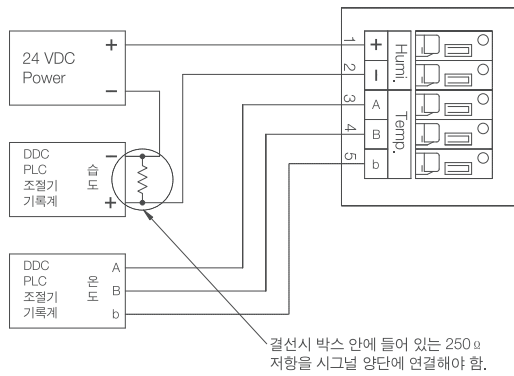 24 VDC
Power
+
−
DDC
PLC
조절기
기록계
습
도
−
+
DDC
PLC
조절기
기록계
온
도
A
B
b
1
2
3
4
5
+
−
A
B
b
Humi.
Temp.
결선시 박스 안에 들어 있는 250Ω
저항을 시그널 양단에 연결해야 함.